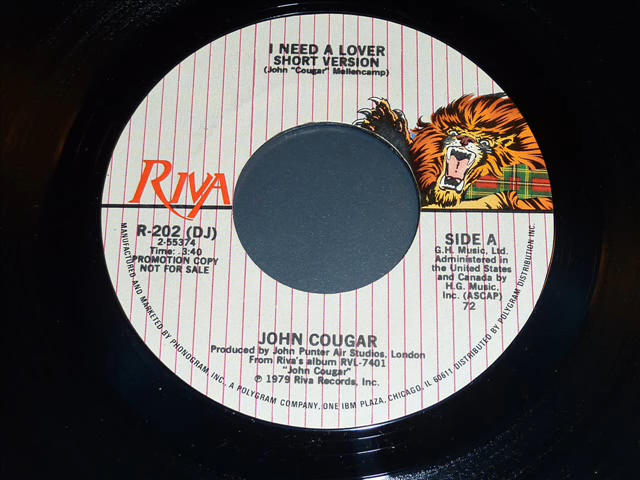 I NEED A LOVER
SHORT VERSION
(John "Cougar" Mellencamp)
RIVA
R-202 (DJ)
2-55374
Time: 3:40
PROMOTION COPY
NOT FOR SALE
SIDE A
G.H. Music, Ltd.
Administered in
the United States
and Canada by
H.G. Music,
Inc. (ASCAP)
72
JOHN COUGAR
Produced by John Punter Air Studios, London
From Riva's album RVL-7401
"John Cougar"
℗ 1979 Riva Records, Inc.
MANUFACTURED AND MARKETED BY PHONOGRAM INC., A POLYGRAM COMPANY, ONE IBM PLAZA, CHICAGO, IL 60611 DISTRIBUTED BY POLYGRAM DISTRIBUTION INC.